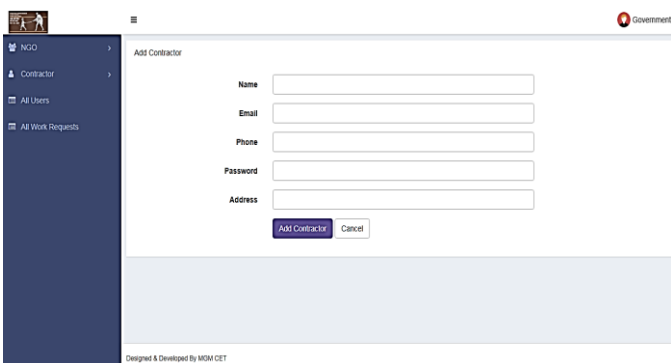 Government
NGO
Contractor
All Users
All Work Requests
Add Contractor
Name
Email
Phone
Password
Address
Add Contractor Cancel
Designed & Developed By MGM CET